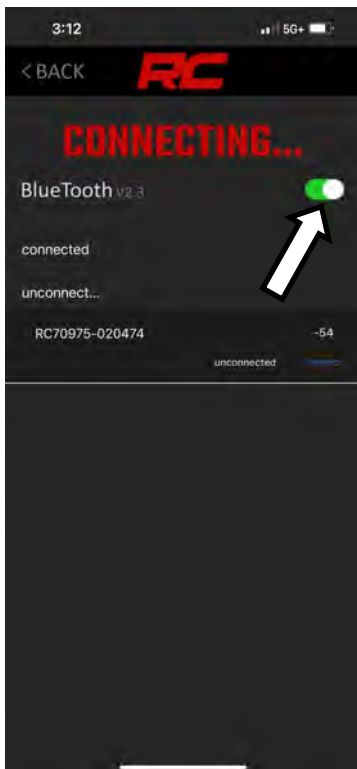 3:12 5G+
< BACK RC
CONNECTING...
BlueTooth v2.3
connected
unconnect...
RC70975-020474 -54
unconnected